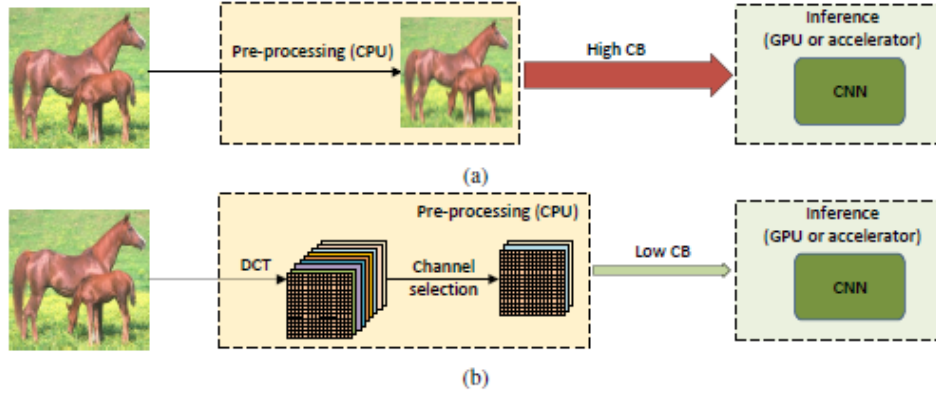 Pre-processing (CPU)
High CB
Inference
(GPU or accelerator)
CNN
(a)
Pre-processing (CPU)
DCT
Channel
selection
Low CB
Inference
(GPU or accelerator)
CNN
(b)